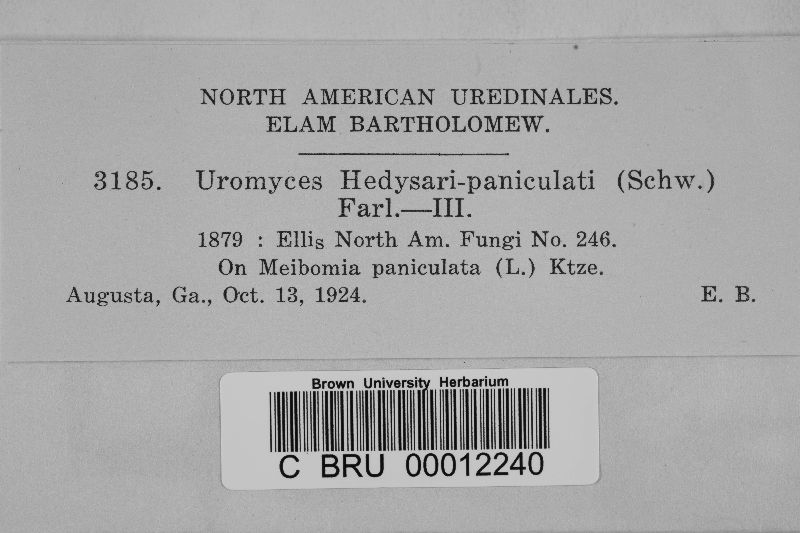 NORTH AMERICAN UREDINALES.
ELAM BARTHOLOMEW.
3185. Uromyces Hedysari-paniculati (Schw.)
Farl.—III.
1879 : Ellis North Am. Fungi No. 246.
On Meibomia paniculata (L.) Ktze.
Augusta, Ga., Oct. 13, 1924. E. B.
Brown University Herbarium
C BRU 00012240